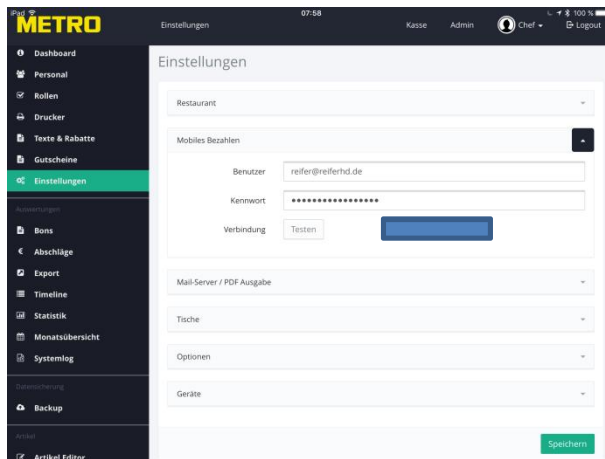 iPad
07:58
100 %
METRO
Einstellungen
Kasse
Admin
Chef
Logout
Dashboard
Personal
Rollen
Drucker
Texte & Rabatte
Gutscheine
Einstellungen
Auswertungen
Bons
Abschläge
Export
Timeline
Statistik
Monatsübersicht
Systemlog
Datensicherung
Backup
Artikel
Artikel Editor
Einstellungen
Restaurant
Mobiles Bezahlen
Benutzer reifer@reiferhd.de
Kennwort •••••••••••••••••
Verbindung Testen
Mail-Server / PDF Ausgabe
Tische
Optionen
Geräte
Speichern